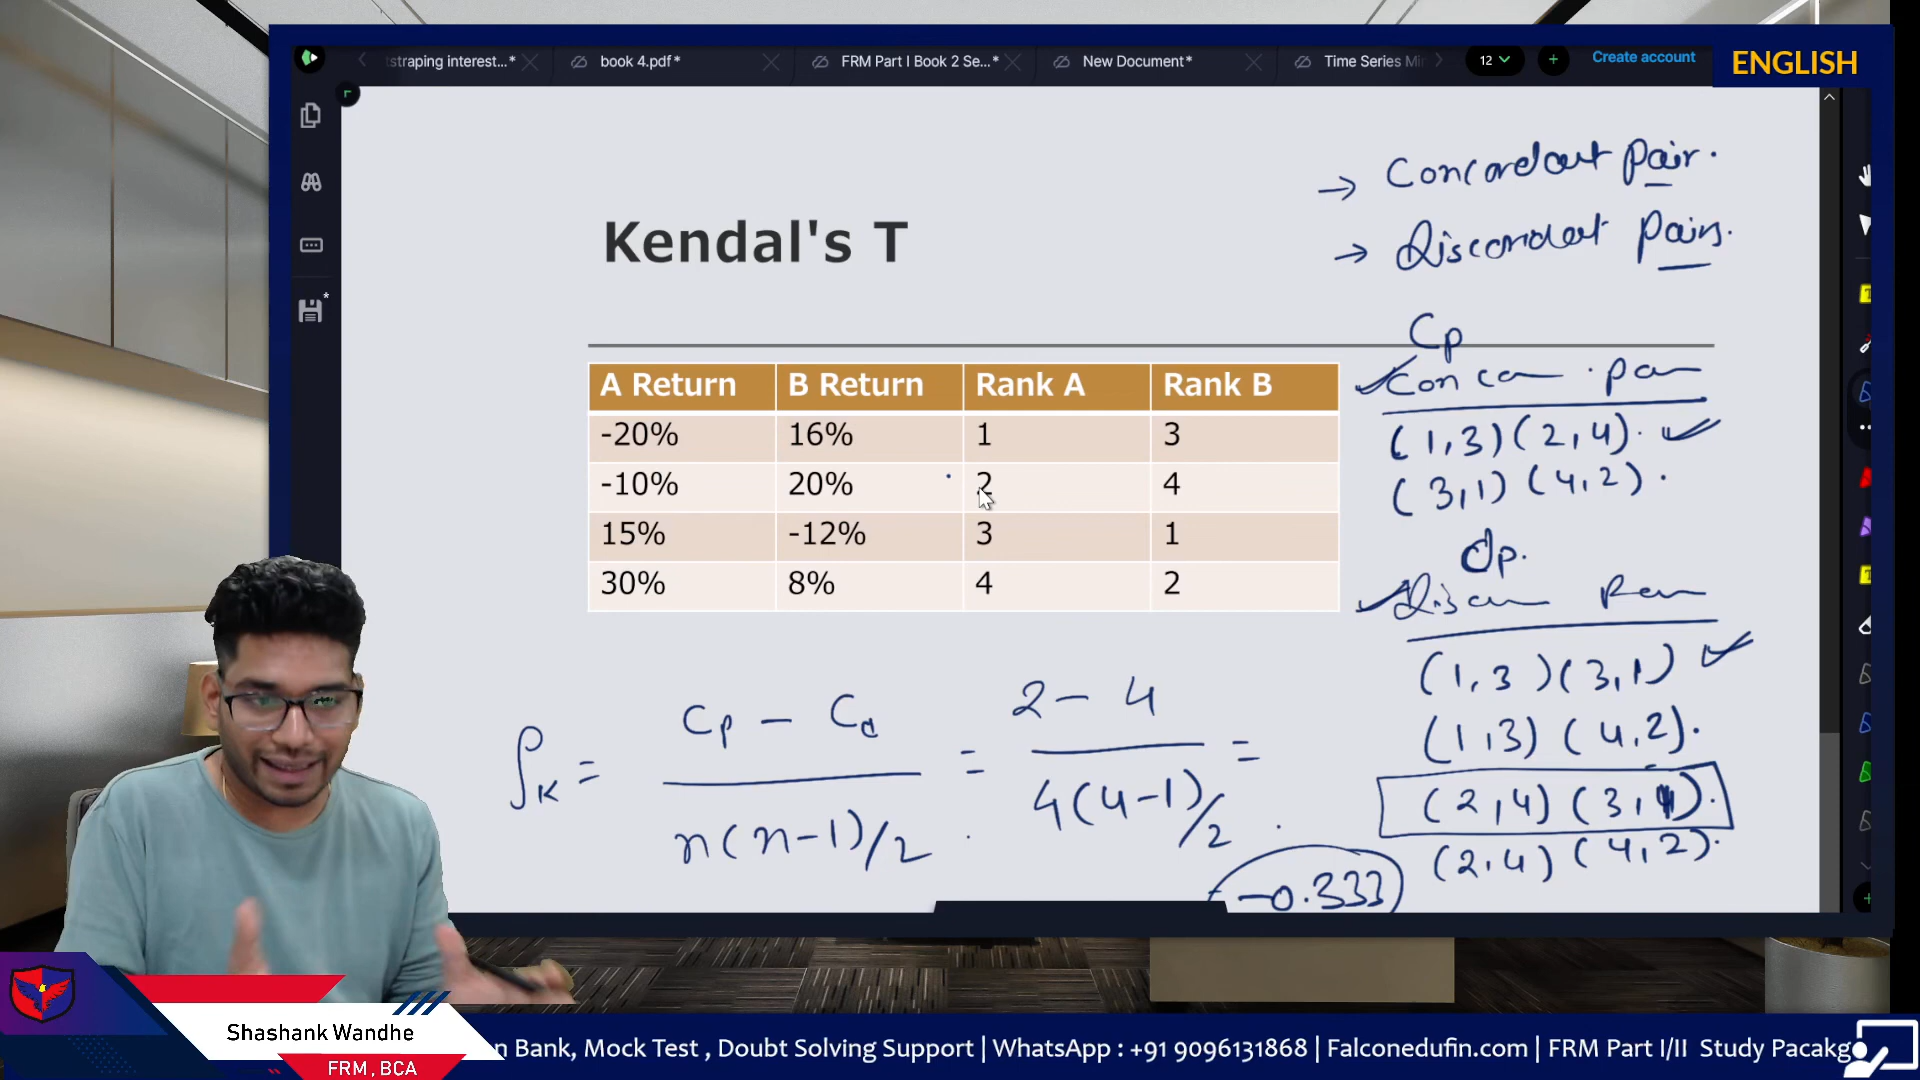 straping interest...*
book 4.pdf*
FRM Part I Book 2 Se...*
New Document*
Time Series Mi
12
+
Create account
ENGLISH
→ Concordant Pair.
→ Discordant Pairs.
Kendal's T
Cp
A Return B Return Rank A Rank B
-20% 16% 1 3
-10% 20% 2 4
15% -12% 3 1
30% 8% 4 2
(1,3)(2,4).
(3,1)(4,2).
dp.
(1,3)(3,1)
(1,3)(4,2).
(2,4)(3,1).
(2,4)(4,2).
ρK = Cp - Cd / n(n-1)/2 = 2 - 4 / 4(4-1)/2 =
-0.333
Shashank Wandhe
FRM, BCA
n Bank, Mock Test , Doubt Solving Support | WhatsApp : +91 9096131868 | Falconedufin.com | FRM Part I/II Study Pacakg